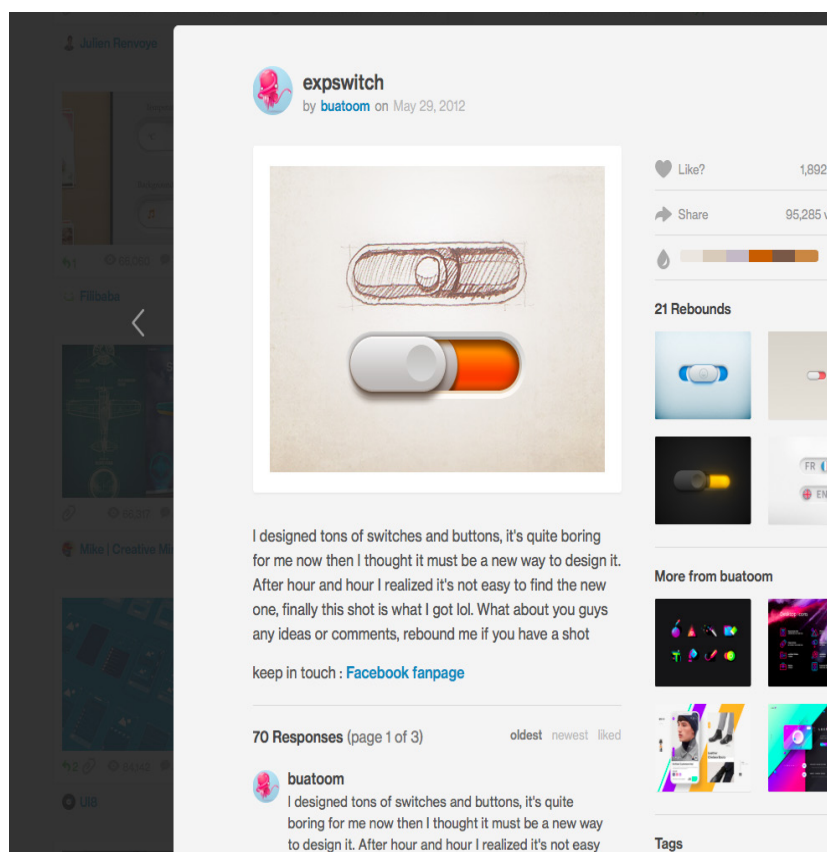 Julien Renvoye
1
Filibaba
Mike | Creative
2
UI8
expswitch
by buatoom on May 29, 2012
Like? 1,892
Share 95,285
21 Rebounds
FR
EN
I designed tons of switches and buttons, it's quite boring
for me now then I thought it must be a new way to design it.
After hour and hour I realized it's not easy to find the new
one, finally this shot is what I got lol. What about you guys
any ideas or comments, rebound me if you have a shot
keep in touch : Facebook fanpage
More from buatoom
70 Responses (page 1 of 3) oldest newest liked
buatoom
I designed tons of switches and buttons, it's quite
boring for me now then I thought it must be a new way
to design it. After hour and hour I realized it's not easy
Tags